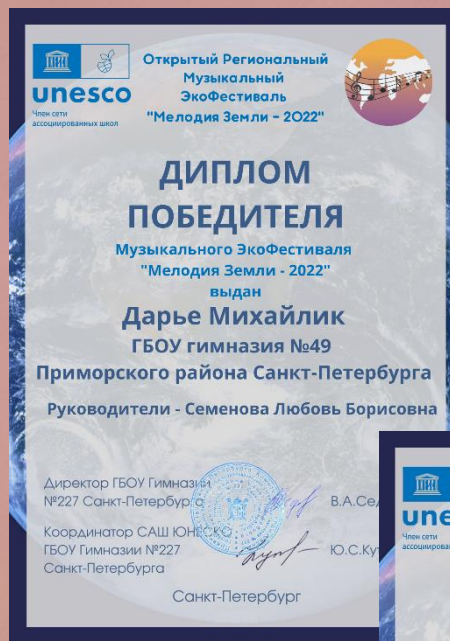 unesco
Член сети
ассоциированных школ
Открытый Региональный
Музыкальный
ЭкоФестиваль
"Мелодия Земли – 2022"
ДИПЛОМ
ПОБЕДИТЕЛЯ
Музыкального ЭкоФестиваля
"Мелодия Земли - 2022"
выдан
Дарье Михайлик
ГБОУ гимназия №49
Приморского района Санкт-Петербурга
Руководители - Семенова Любовь Борисовна
Директор ГБОУ Гимназии
№227 Санкт-Петербурга В.А.
Координатор САШ ЮНЕСКО
ГБОУ Гимназии №227 Ю.С.
Санкт-Петербурга
Санкт-Петербург
Член сети